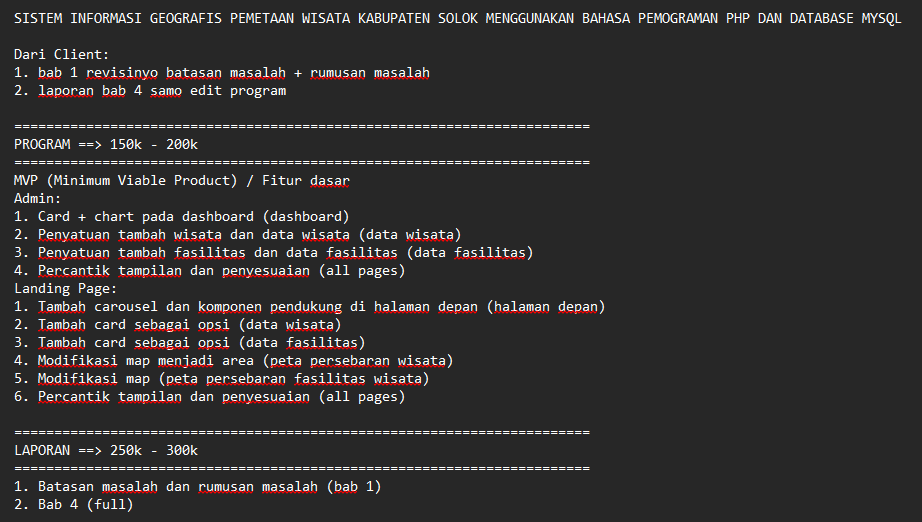 SISTEM INFORMASI GEOGRAFIS PEMETAAN WISATA KABUPATEN SOLOK MENGGUNAKAN BAHASA PEMOGRAMAN PHP DAN DATABASE MYSQL
Dari Client:
1. bab 1 revisinyo batasan masalah + rumusan masalah
2. laporan bab 4 samo edit program
========================================================================
PROGRAM ==> 150k - 200k
========================================================================
MVP (Minimum Viable Product) / Fitur dasar
Admin:
1. Card + chart pada dashboard (dashboard)
2. Penyatuan tambah wisata dan data wisata (data wisata)
3. Penyatuan tambah fasilitas dan data fasilitas (data fasilitas)
4. Percantik tampilan dan penyesuaian (all pages)
Landing Page:
1. Tambah carousel dan komponen pendukung di halaman depan (halaman depan)
2. Tambah card sebagai opsi (data wisata)
3. Tambah card sebagai opsi (data fasilitas)
4. Modifikasi map menjadi area (peta persebaran wisata)
5. Modifikasi map (peta persebaran fasilitas wisata)
6. Percantik tampilan dan penyesuaian (all pages)
========================================================================
LAPORAN ==> 250k - 300k
========================================================================
1. Batasan masalah dan rumusan masalah (bab 1)
2. Bab 4 (full)